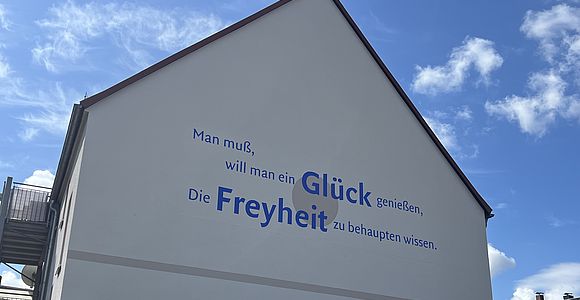 Man muß,
will man ein Glück genießen,
Die Freyheit zu behaupten wissen.